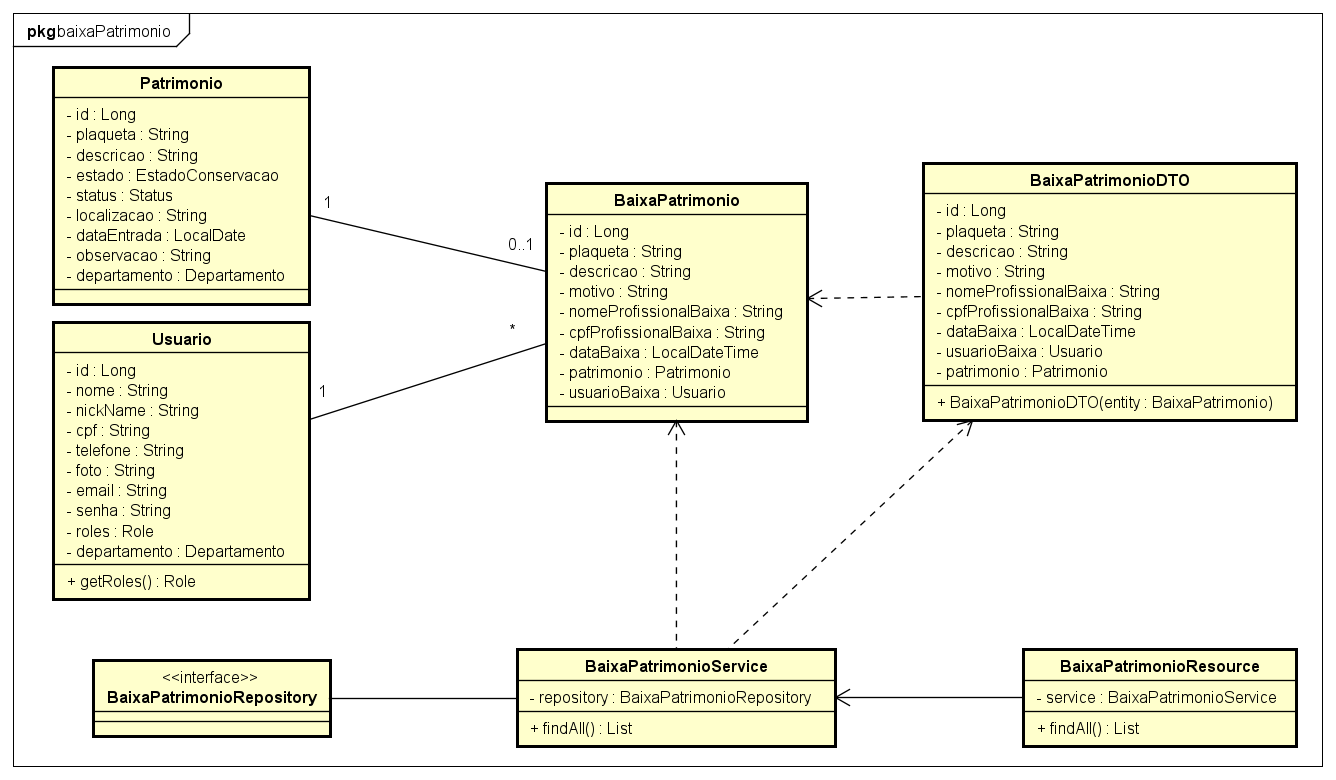 pkg baixaPatrimonio
Patrimonio
- id : Long
- plaqueta : String
- descricao : String
- estado : EstadoConservacao
- status : Status
- localizacao : String
- dataEntrada : LocalDate
- observacao : String
- departamento : Departamento
1
0..1
Usuario
- id : Long
- nome : String
- nickName : String
- cpf : String
- telefone : String
- foto : String
- email : String
- senha : String
- roles : Role
- departamento : Departamento
+ getRoles() : Role
1
*
BaixaPatrimonio
- id : Long
- plaqueta : String
- descricao : String
- motivo : String
- nomeProfissionalBaixa : String
- cpfProfissionalBaixa : String
- dataBaixa : LocalDateTime
- patrimonio : Patrimonio
- usuarioBaixa : Usuario
BaixaPatrimonioDTO
- id : Long
- plaqueta : String
- descricao : String
- motivo : String
- nomeProfissionalBaixa : String
- cpfProfissionalBaixa : String
- dataBaixa : LocalDateTime
- usuarioBaixa : Usuario
- patrimonio : Patrimonio
+ BaixaPatrimonioDTO(entity : BaixaPatrimonio)
<<interface>>
BaixaPatrimonioRepository
BaixaPatrimonioService
- repository : BaixaPatrimonioRepository
+ findAll() : List
BaixaPatrimonioResource
- service : BaixaPatrimonioService
+ findAll() : List